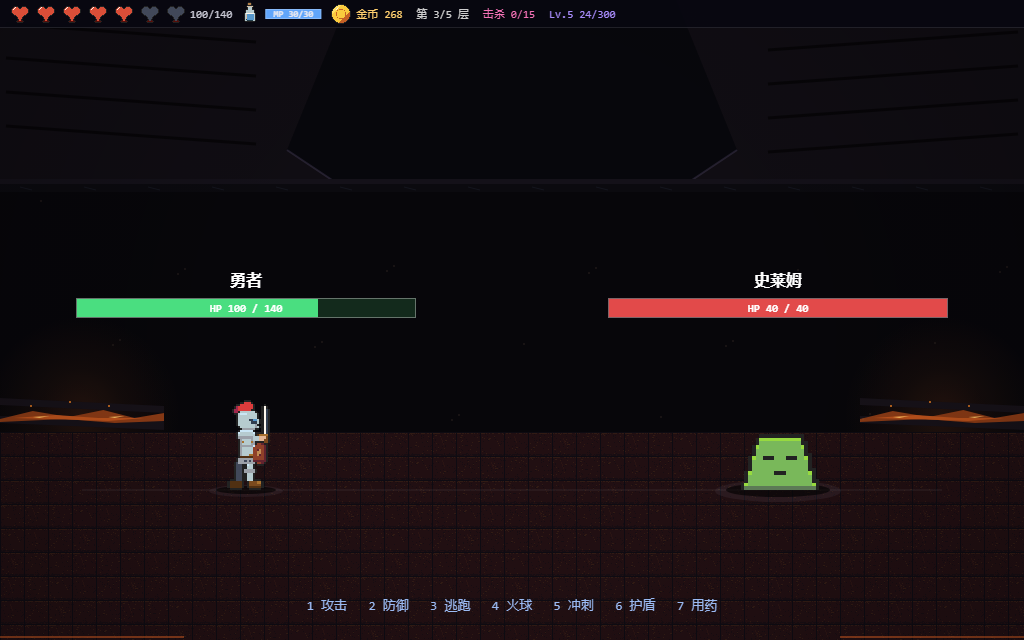 100/140 MP 30/30 金币 268 第 3/5 层 击杀 0/15 Lv.5 24/300
勇者 史莱姆
HP 100 / 140 HP 40 / 40
1 攻击 2 防御 3 逃跑 4 火球 5 冲刺 6 护盾 7 用药